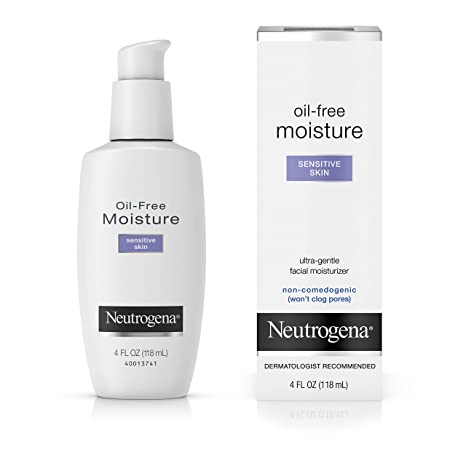 Oil-Free
Moisture
sensitive
skin
Neutrogena®
4 FL OZ (118 mL)
40013741
oil-free
moisture
SENSITIVE
SKIN
ultra-gentle
facial moisturizer
non-comedogenic
(won't clog pores)
Neutrogena®
DERMATOLOGIST RECOMMENDED
4 FL OZ (118 mL)